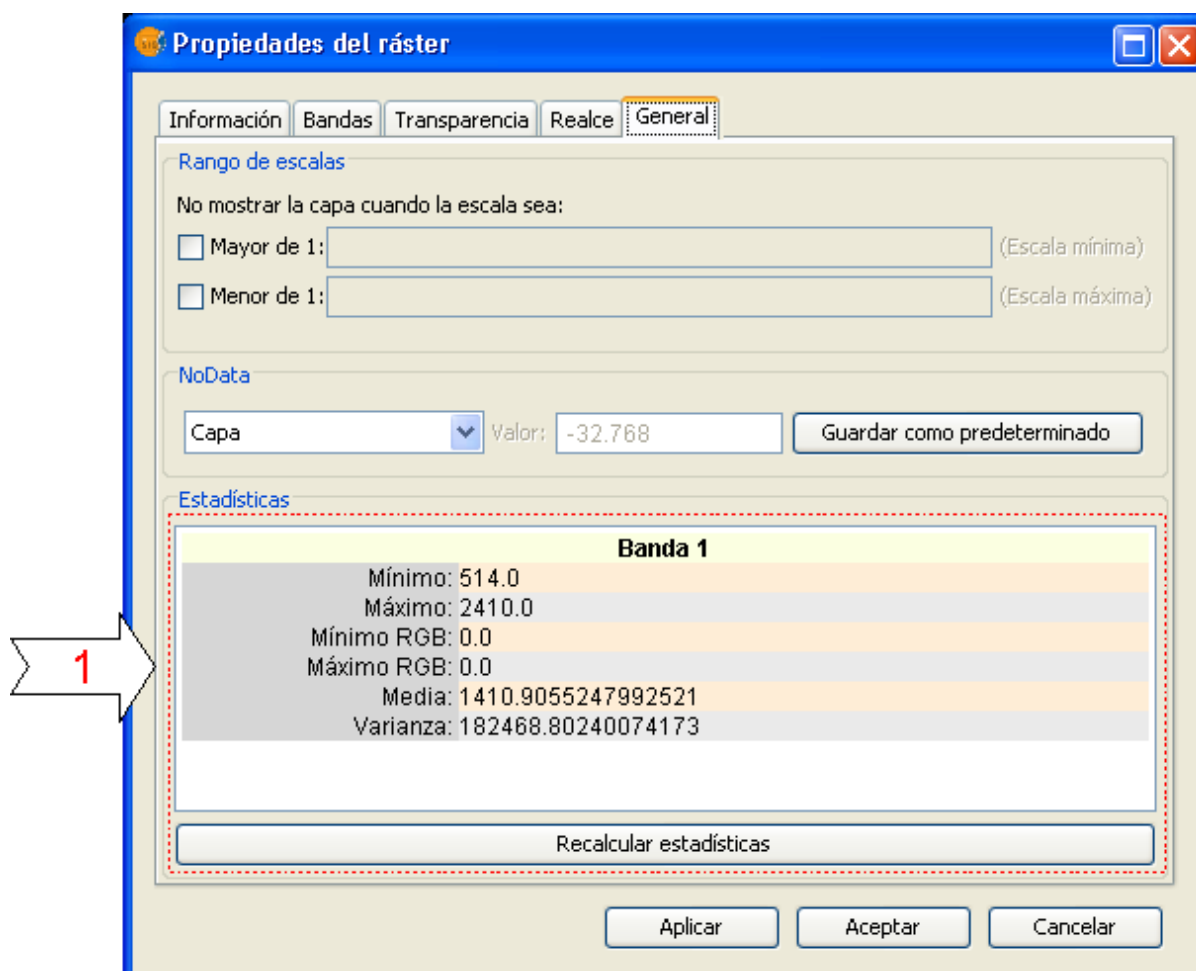 Propiedades del ráster
Información Bandas Transparencia Realce General
Rango de escalas
No mostrar la capa cuando la escala sea:
Mayor de 1: (Escala mínima)
Menor de 1: (Escala máxima)
NoData
Capa Valor: -32.768 Guardar como predeterminado
Estadísticas
Banda 1
Mínimo: 514.0
Máximo: 2410.0
Mínimo RGB: 0.0
Máximo RGB: 0.0
1
Media: 1410.9055247992521
Varianza: 182468.80240074173
Recalcular estadísticas
Aplicar Aceptar Cancelar